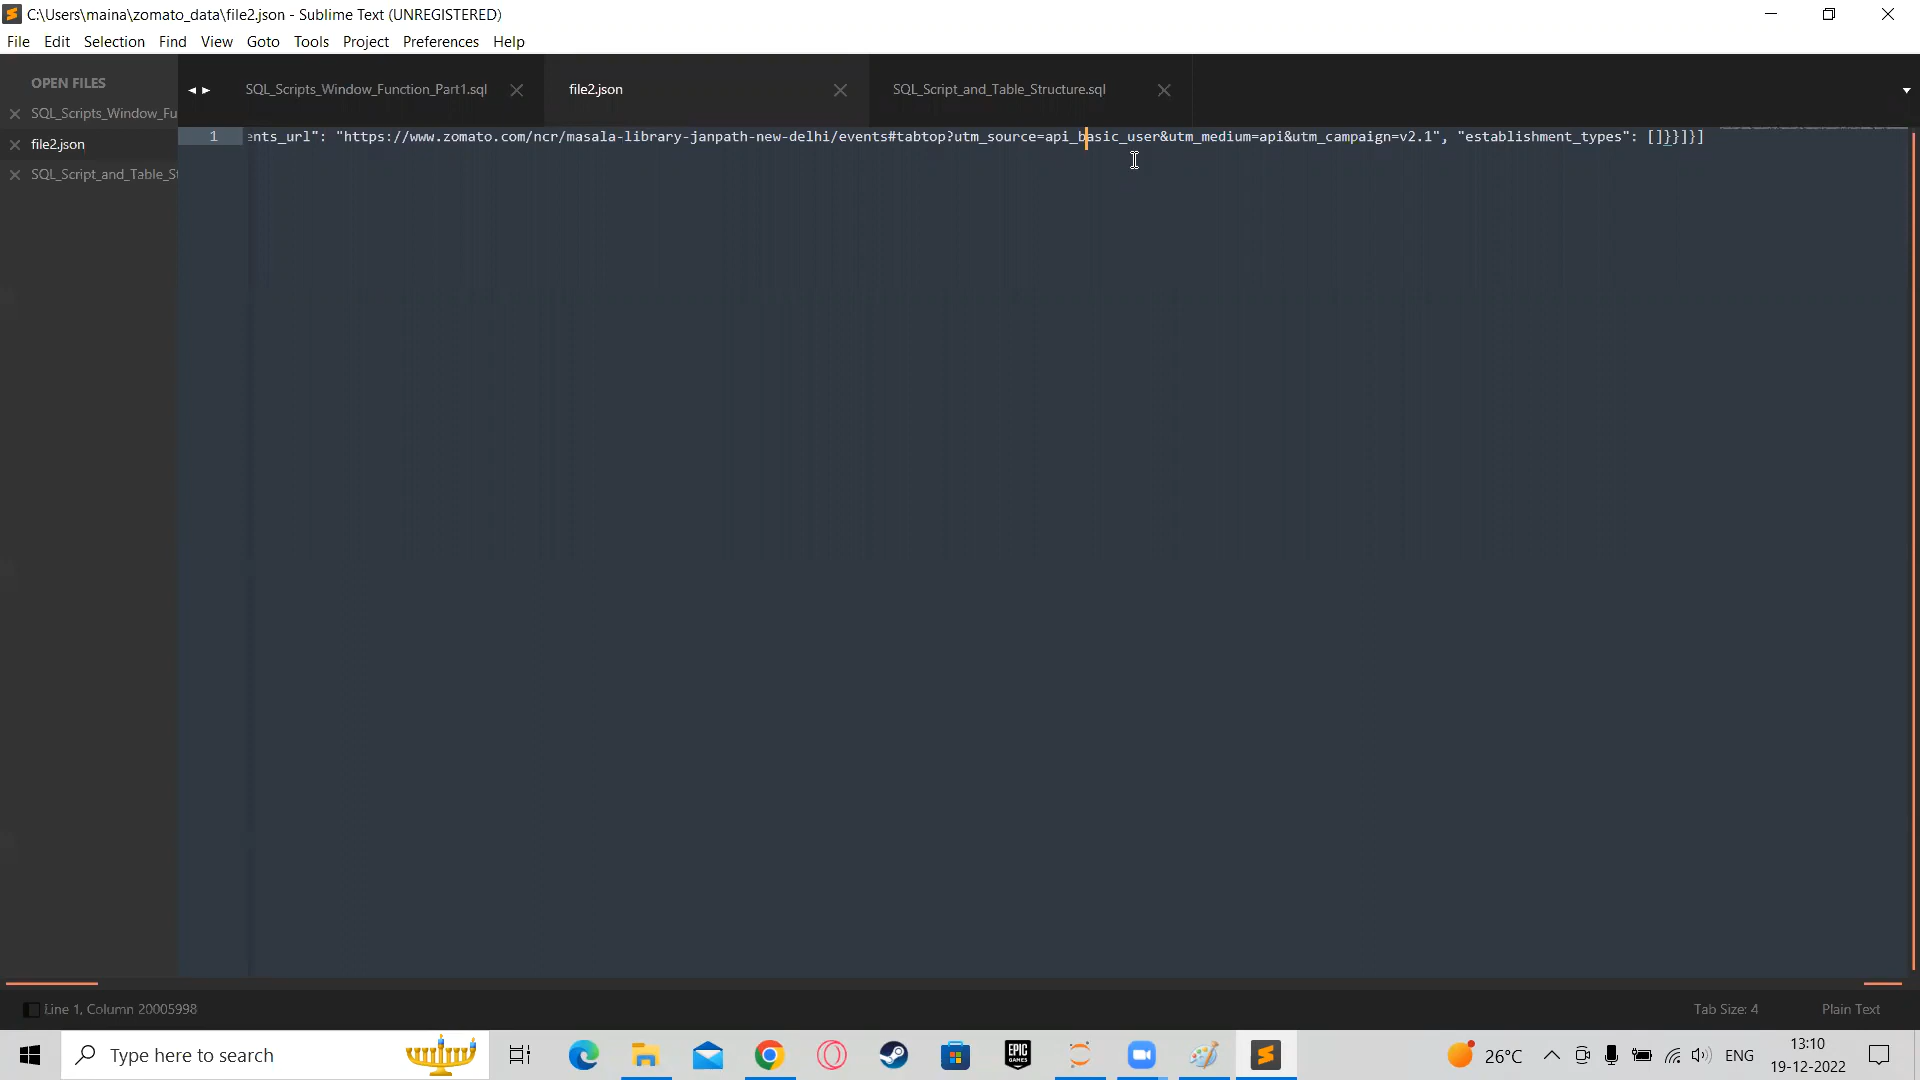 C:\Users\maina\zomato_data\file2.json - Sublime Text (UNREGISTERED)
File Edit Selection Find View Goto Tools Project Preferences Help
OPEN FILES
SQL_Scripts_Window_Fu
file2.json
SQL_Script_and_Table_St
SQL_Scripts_Window_Function_Part1.sql
file2.json
SQL_Script_and_Table_Structure.sql
1 ents_url": "https://www.zomato.com/ncr/masala-library-janpath-new-delhi/events#tabtop?utm_source=api_basic_user&utm_medium=api&utm_campaign=v2.1", "establishment_types": []}}]}]
Line 1, Column 20005998
Tab Size: 4
Plain Text
Type here to search
EPIC GAMES
26°C
ENG
13:10
19-12-2022